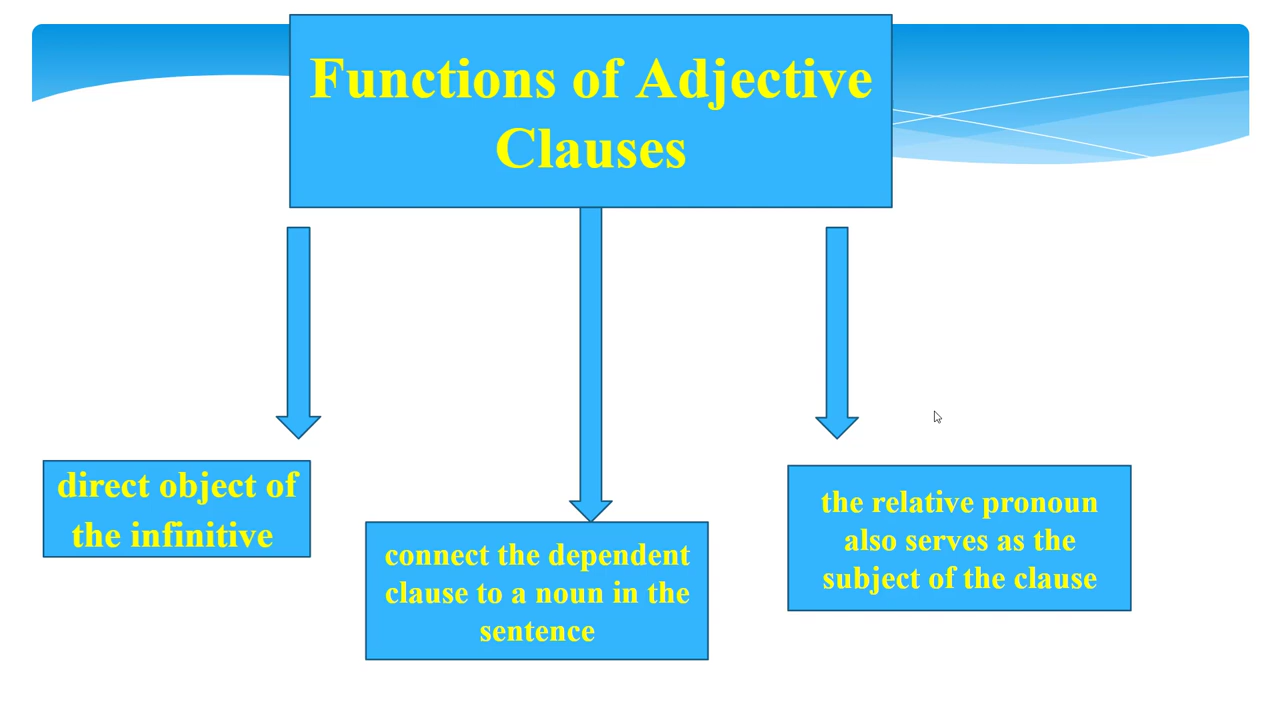 Functions of Adjective
Clauses
direct object of
the infinitive
connect the dependent
clause to a noun in the
sentence
the relative pronoun
also serves as the
subject of the clause